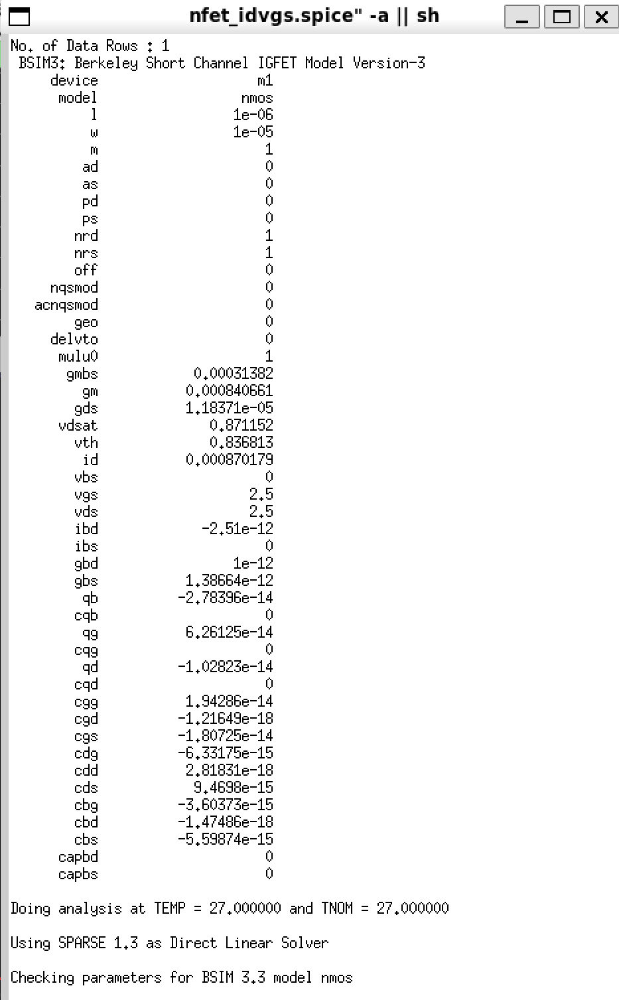 nfet_idvgs.spice" -a || sh
No. of Data Rows : 1
BSIM3: Berkeley Short Channel IGFET Model Version-3
device m1
model nmos
l 1e-06
w 1e-05
m 1
ad 0
as 0
pd 0
ps 0
nrd 1
nrs 1
off 0
nqsmod 0
acnqsmod 0
geo 0
delvto 0
mulu0 1
gmbs 0.00031382
gm 0.000840661
gds 1.18371e-05
vdsat 0.871152
vth 0.836813
id 0.000870179
vbs 0
vgs 2.5
vds 2.5
ibd -2.51e-12
ibs 0
gbd 1e-12
gbs 1.38664e-12
qb -2.78396e-14
cqb 0
qg 6.26125e-14
cqg 0
qd -1.02823e-14
cqd 0
cgg 1.94286e-14
cgd -1.21649e-18
cgs -1.80725e-14
cdg -6.33175e-15
cdd 2.81831e-18
cds 9.4698e-15
cbg -3.60373e-15
cbd -1.47486e-18
cbs -5.59874e-15
capbd 0
capbs 0
Doing analysis at TEMP = 27.000000 and TNOM = 27.000000
Using SPARSE 1.3 as Direct Linear Solver
Checking parameters for BSIM 3.3 model nmos